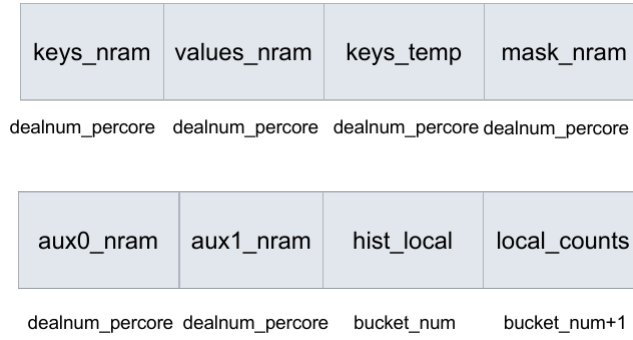 keys_nram values_nram keys_temp mask_nram
dealnum_percore dealnum_percore dealnum_percore dealnum_percore
aux0_nram aux1_nram hist_local local_counts
dealnum_percore dealnum_percore bucket_num bucket_num+1